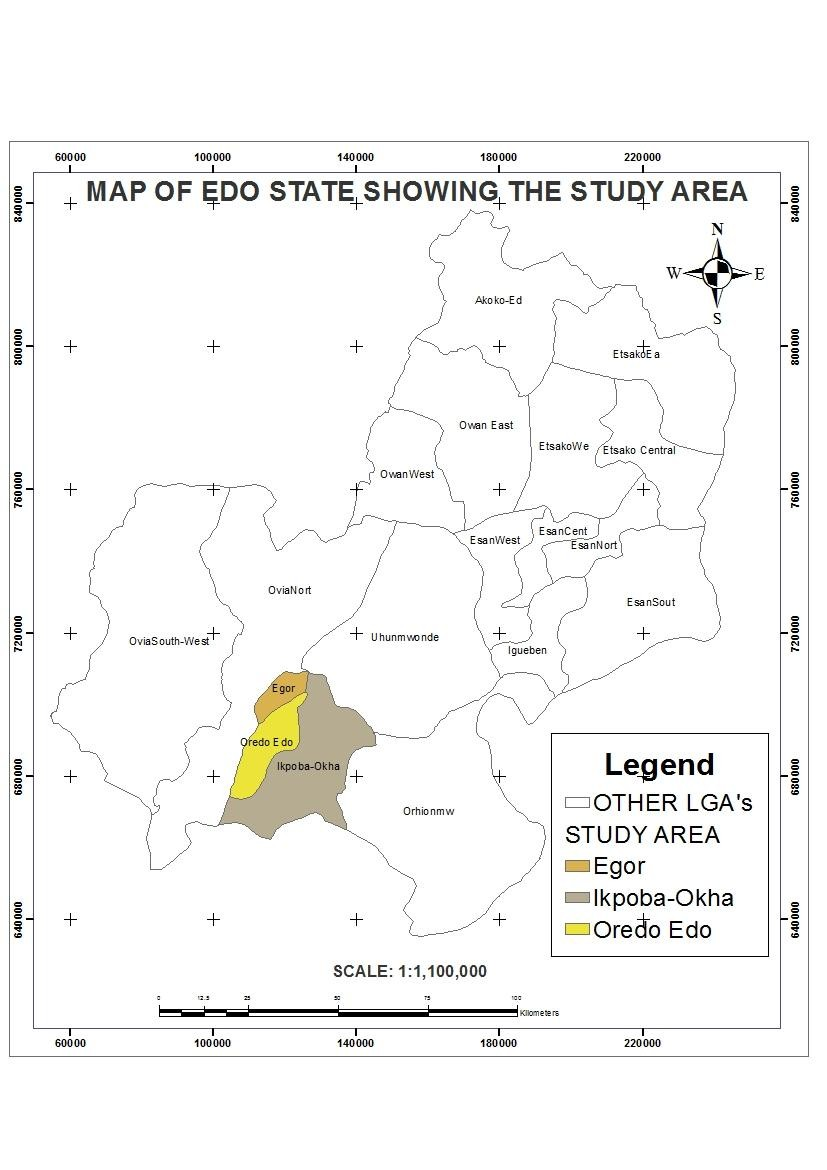 60000 100000 140000 180000 220000
MAP OF EDO STATE SHOWING THE STUDY AREA
840000 840000
N
W E
S
Akoko-Ed
800000 800000
EtsakoEa
Owan East
EtsakoWe
Etsako Central
OwanWest
760000 760000
EsanCent
EsanWest
EsanNort
OviaNort
EsanSout
720000 720000
Uhunmwonde
OviaSouth-West
Igueben
Egor
Oredo Edo
Ikpoba-Okha
680000 680000
Orhionmw
Legend
OTHER LGA's
STUDY AREA
Egor
Ikpoba-Okha
Oredo Edo
640000 640000
SCALE: 1:1,100,000
0 12.5 25 50 75 100
Kilometers
60000 100000 140000 180000 220000